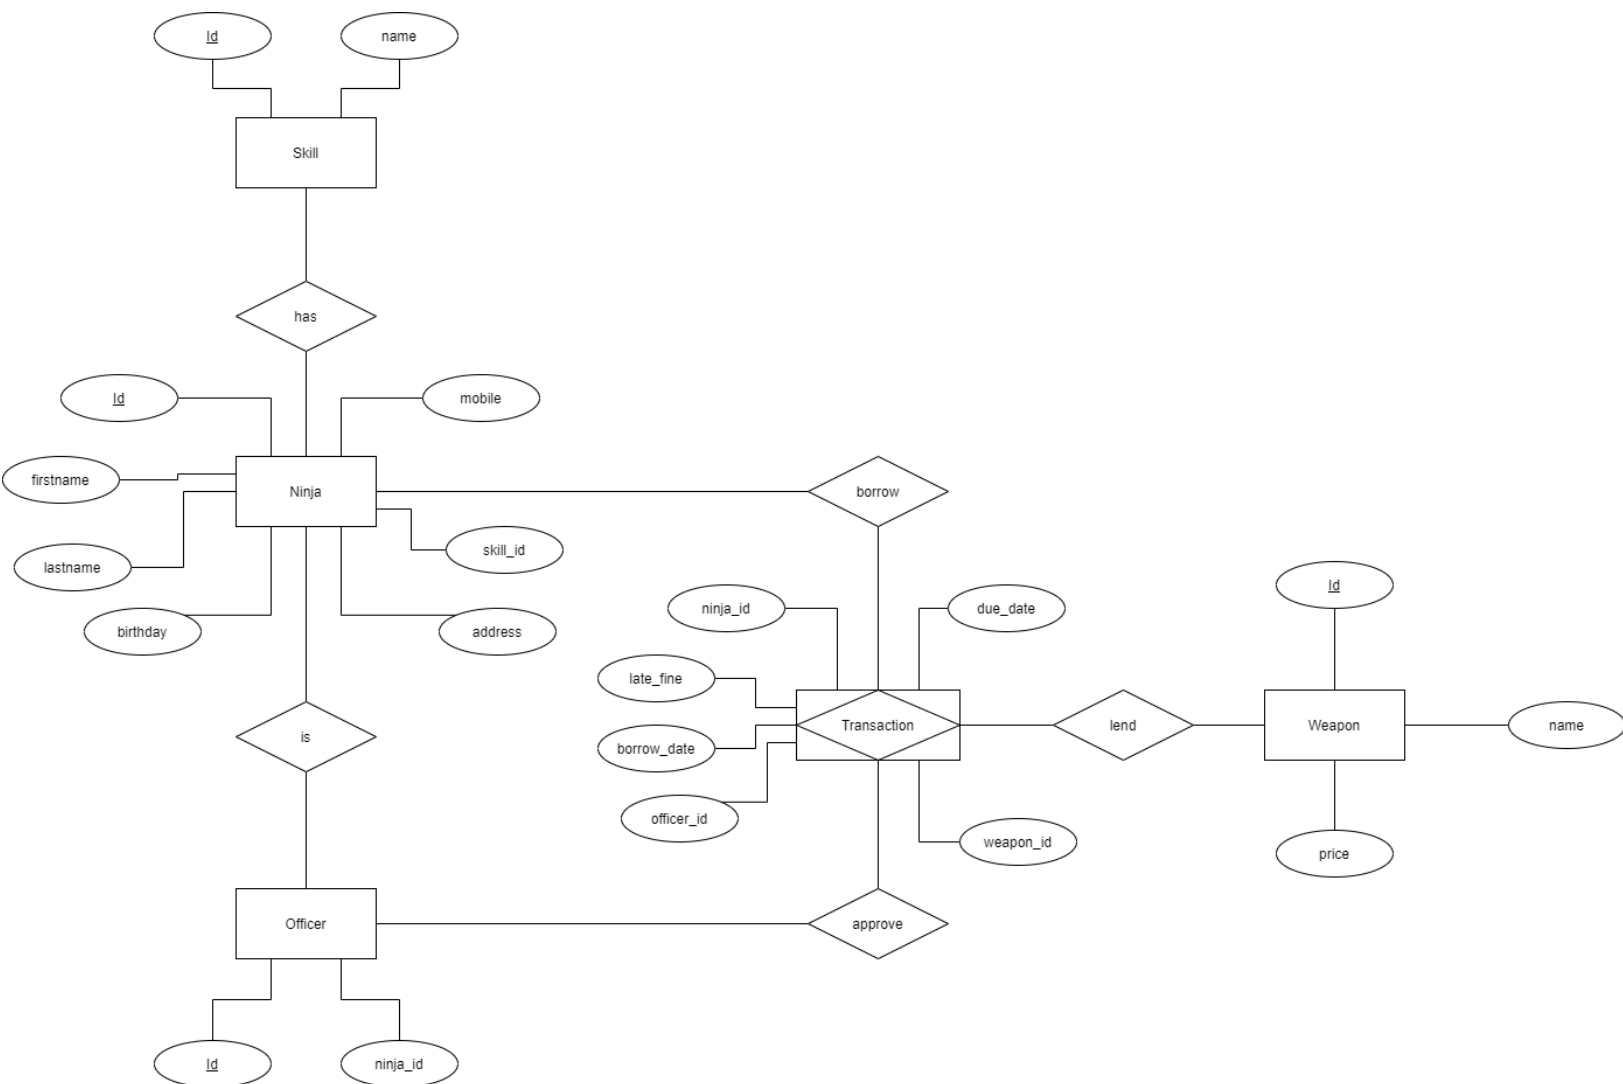 Id
name
Skill
has
Id
mobile
firstname
Ninja
borrow
skill_id
lastname
birthday
address
ninja_id
due_date
Id
late_fine
Transaction
lend
Weapon
name
borrow_date
is
officer_id
weapon_id
price
Officer
approve
Id
ninja_id